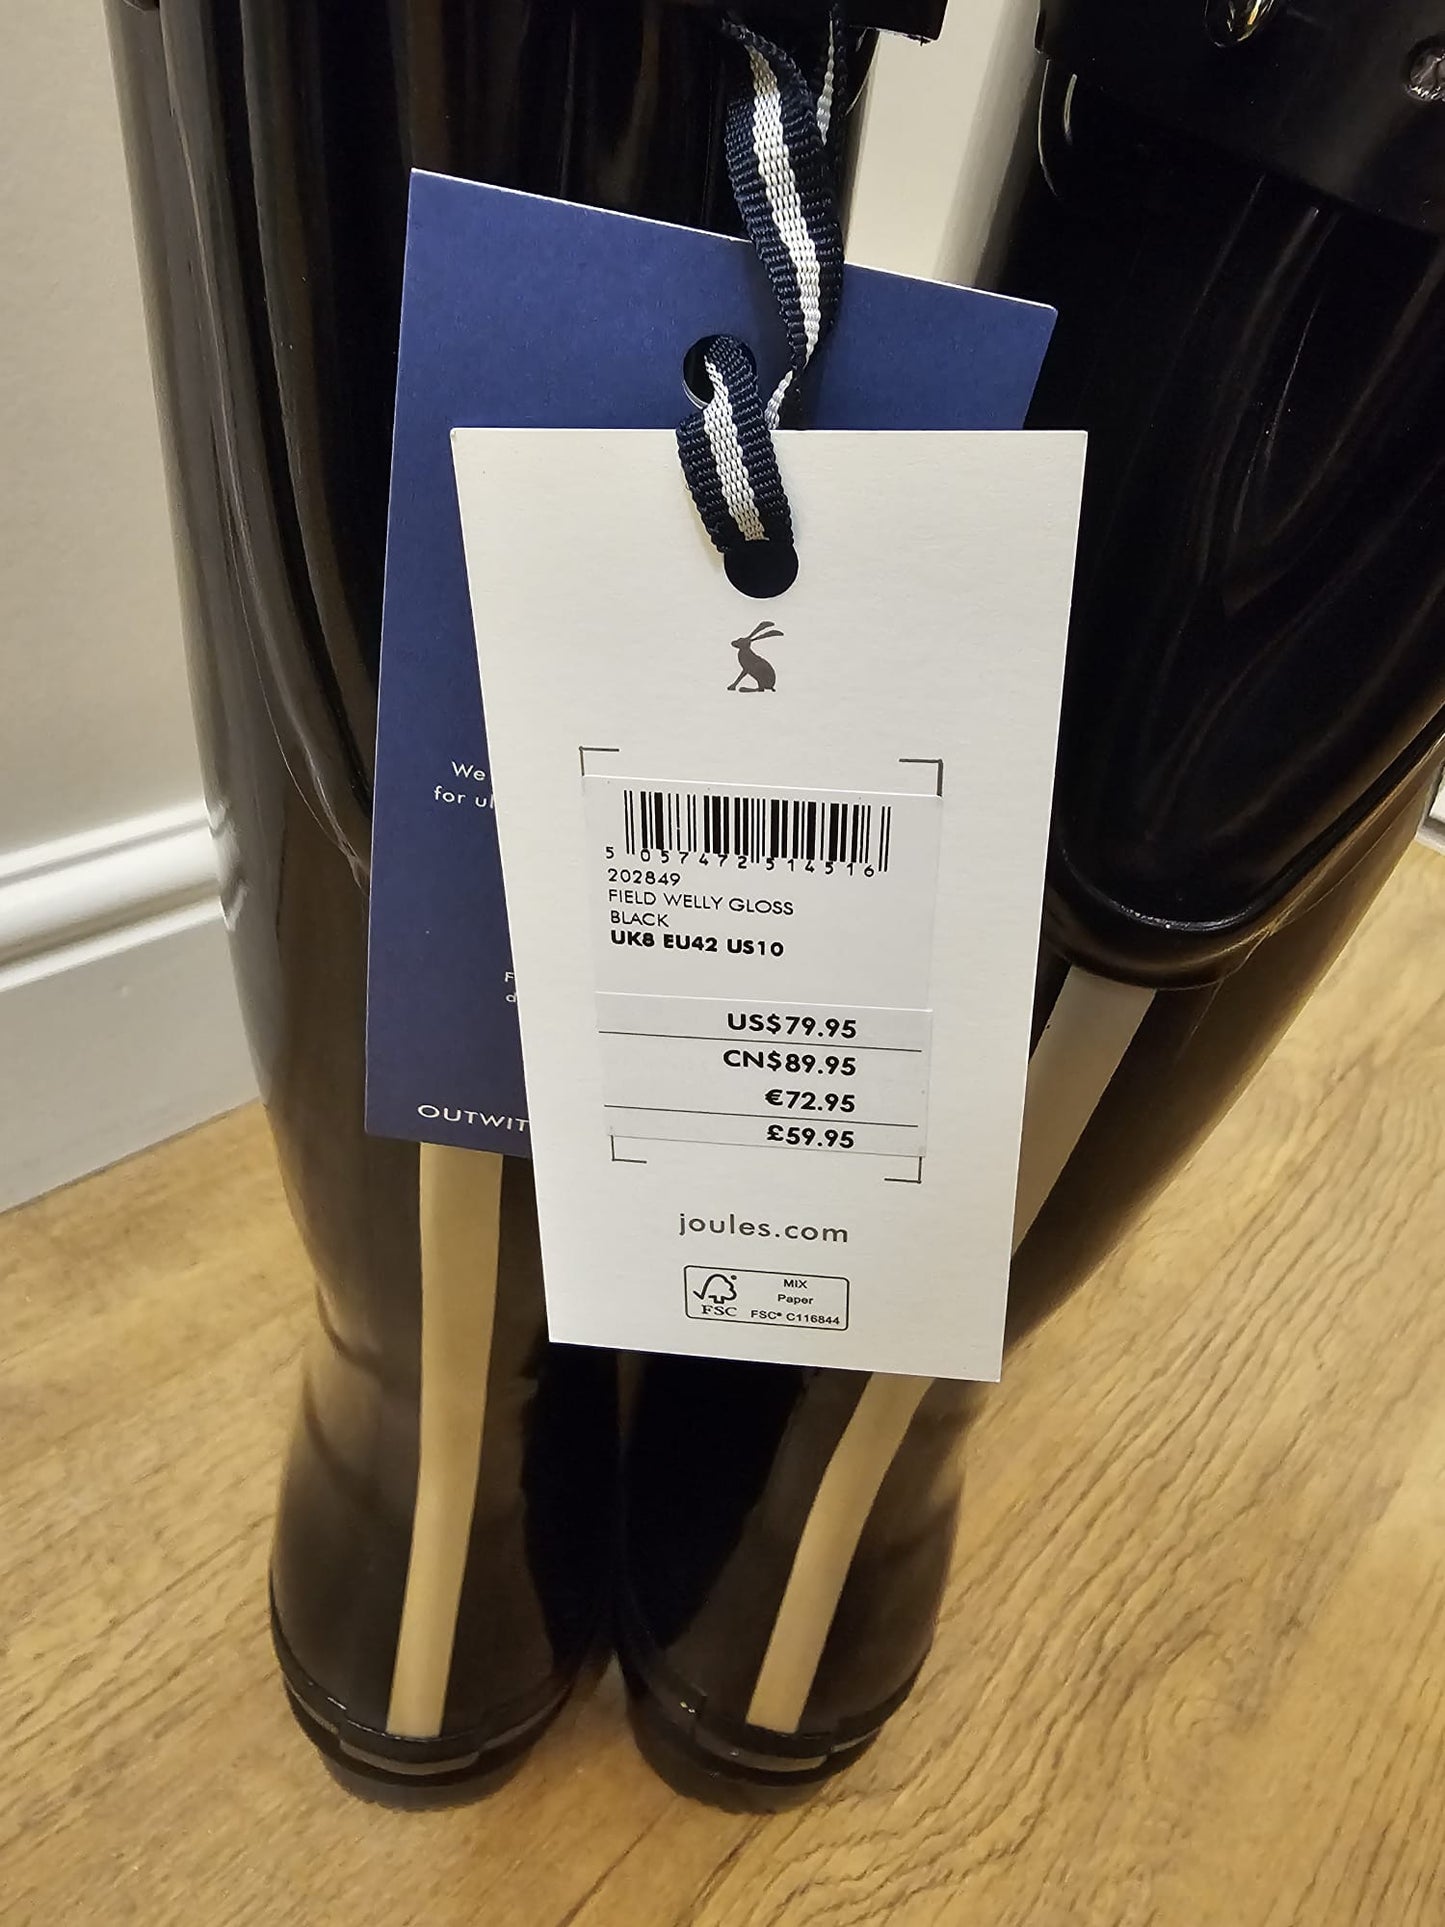 We
for
OUTWIT
5 057472 514516
202849
FIELD WELLY GLOSS
BLACK
UK8 EU42 US10
US$79.95
CN$89.95
€72.95
£59.95
joules.com
FSC
MIX
Paper
FSC® C116844